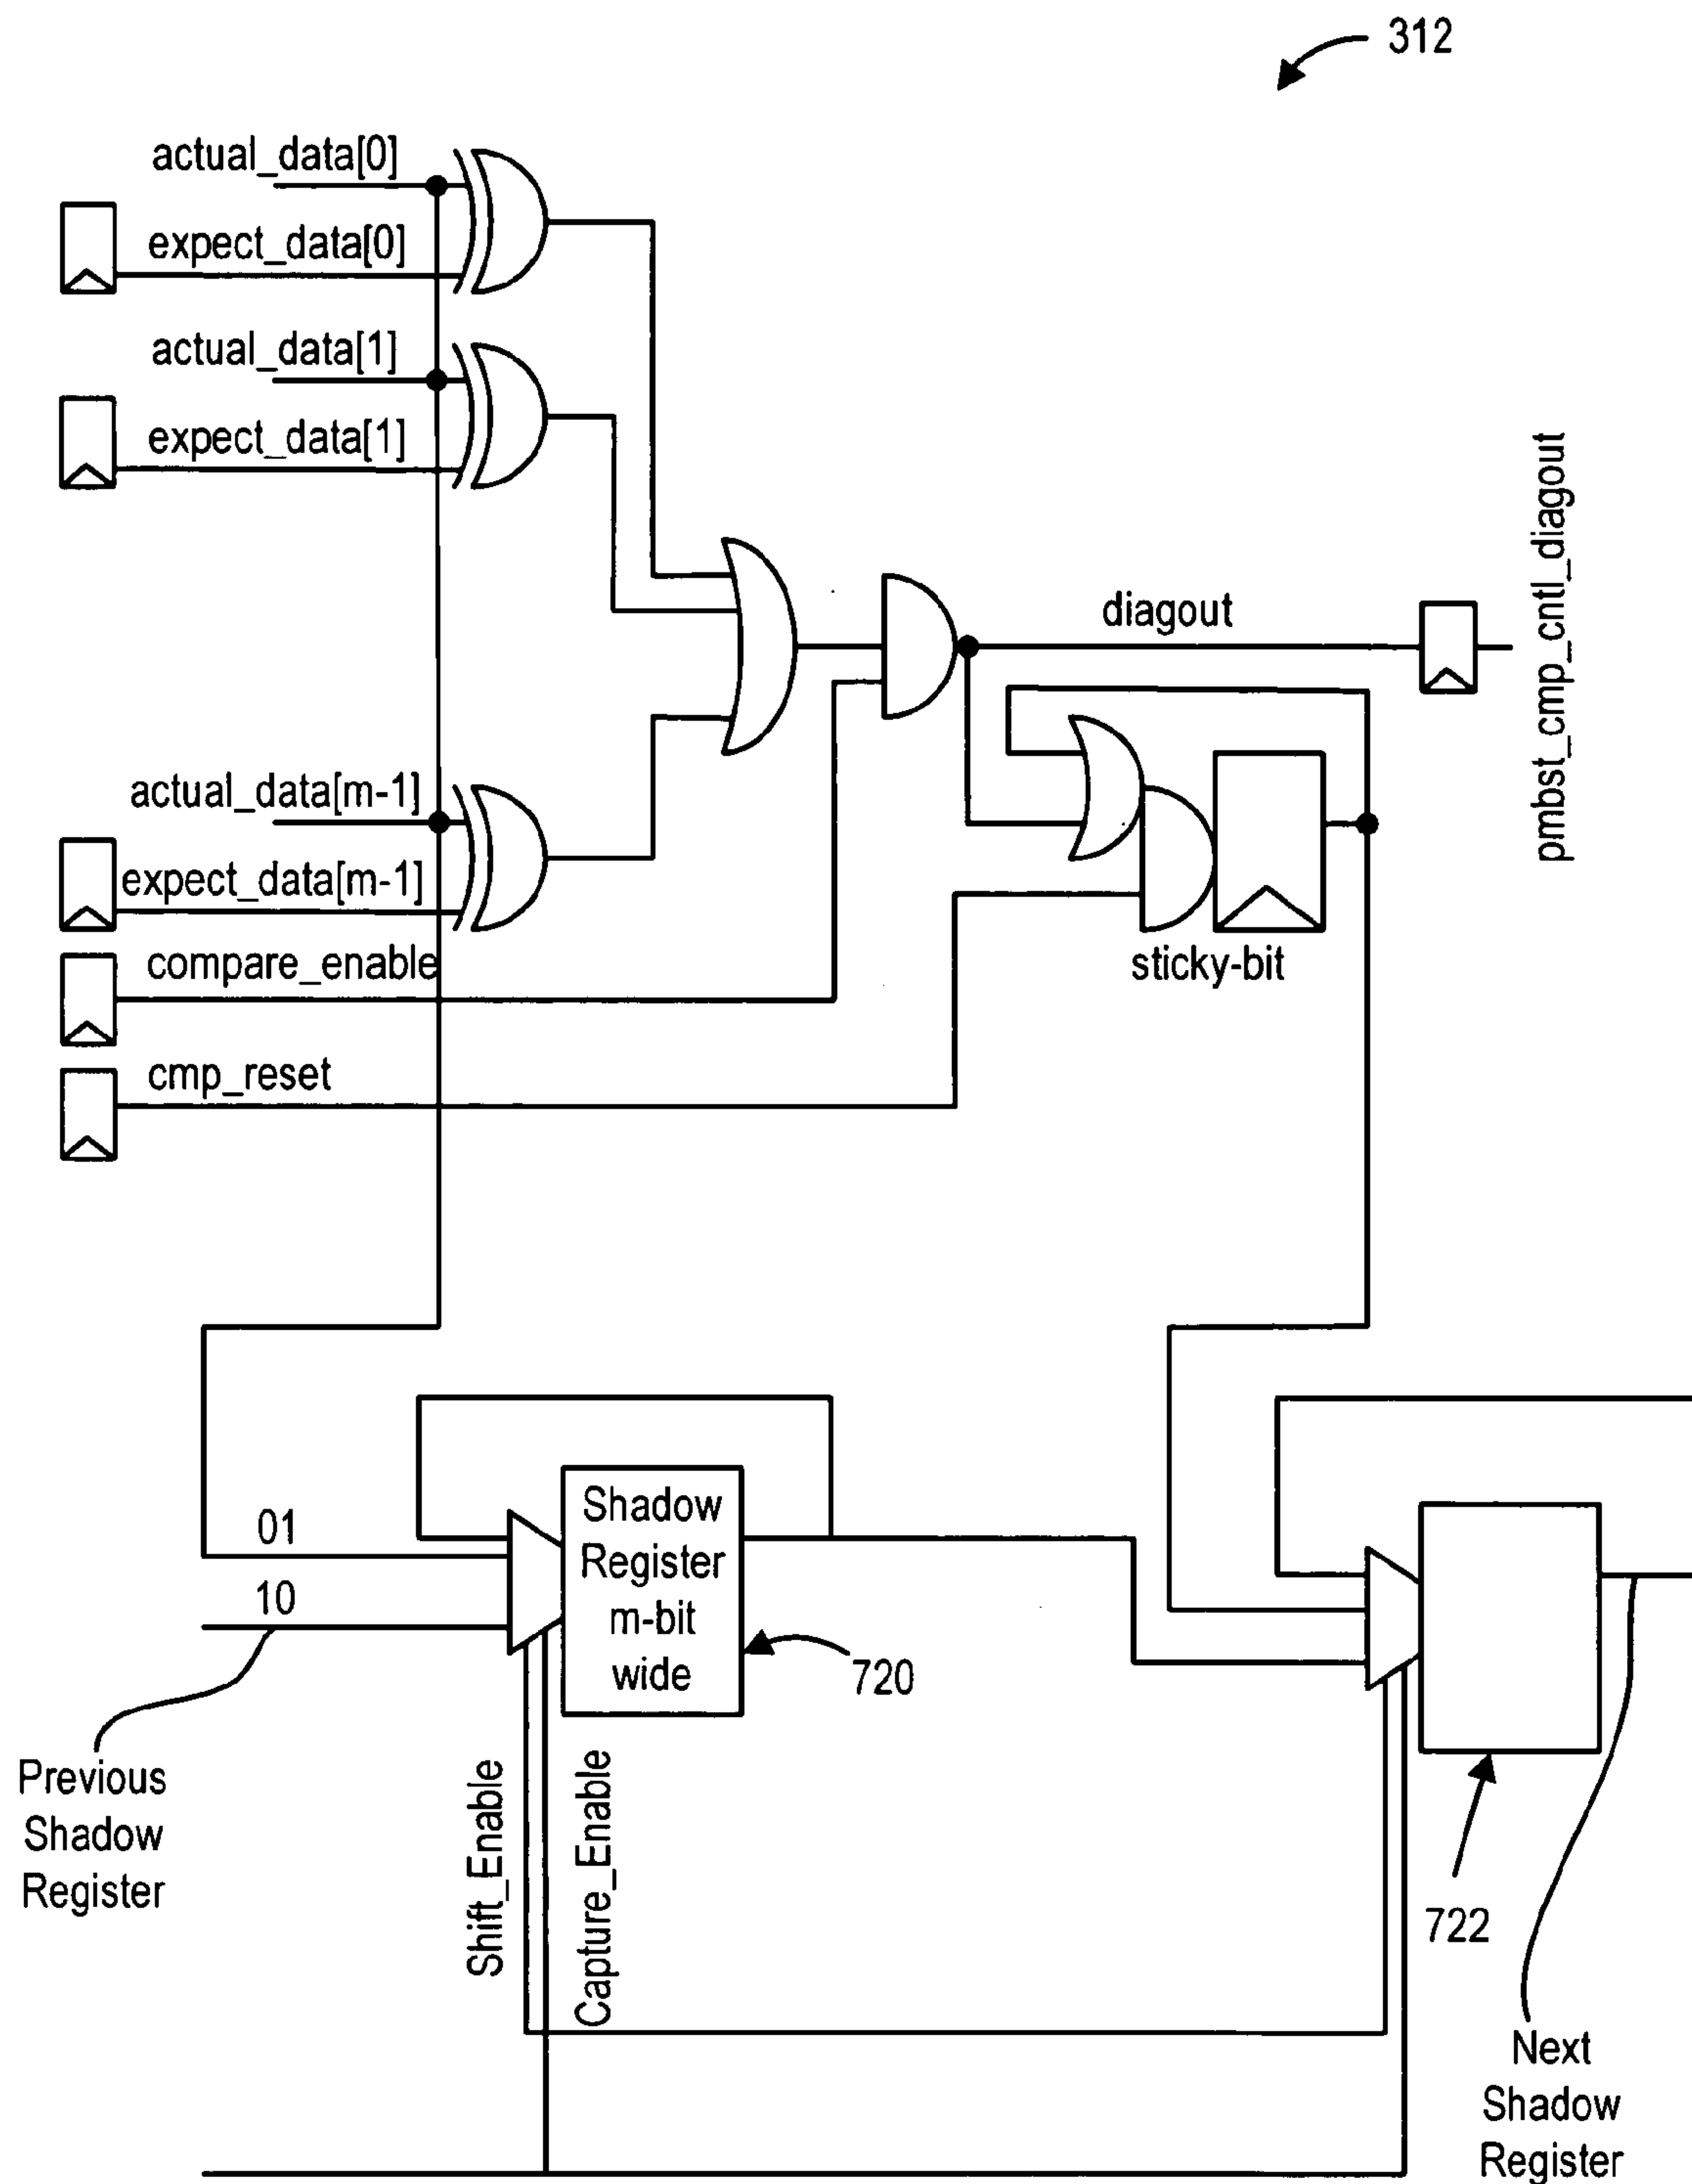 312
actual_data[0]
expect_data[0]
actual_data[1]
expect_data[1]
diagout
pmbst_cmp_cntl_diagout
actual_data[m-1]
expect_data[m-1]
compare_enable
sticky-bit
cmp_reset
01
10
Shadow
Register
m-bit
wide
720
Previous
Shadow
Register
Shift_Enable
Capture_Enable
722
Next
Shadow
Register